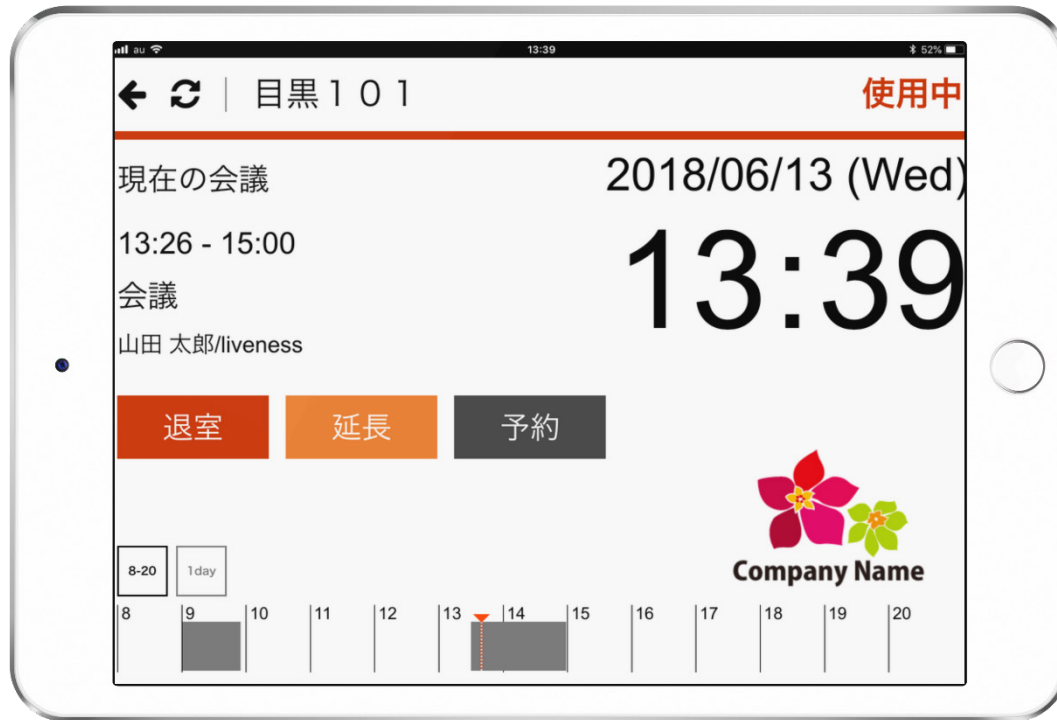 au 13:39 52%
目黒１０１ 使用中
現在の会議 2018/06/13 (Wed)
13:26 - 15:00 13:39
会議
山田 太郎/liveness
退室 延長 予約
Company Name
8-20 1day
8 9 10 11 12 13 14 15 16 17 18 19 20